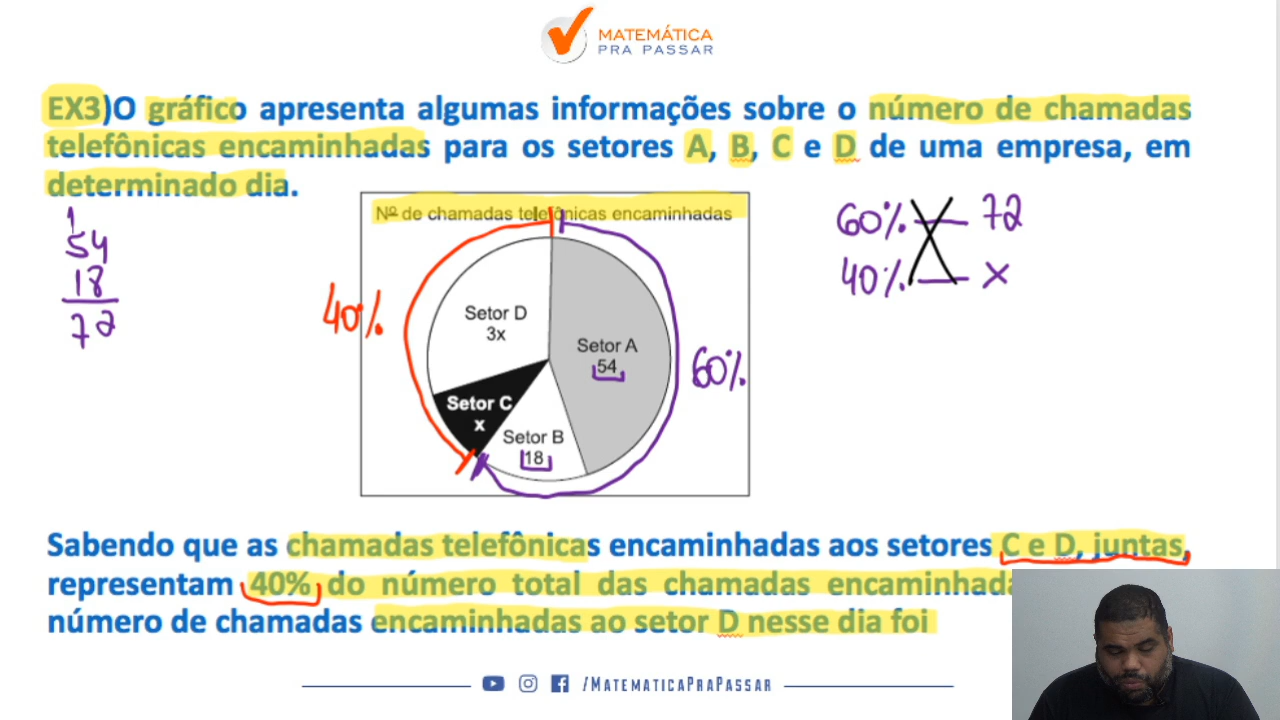 MATEMÁTICA
PRA PASSAR
EX3)O gráfico apresenta algumas informações sobre o número de chamadas
telefônicas encaminhadas para os setores A, B, C e D de uma empresa, em
determinado dia.
Nº de chamadas telefônicas encaminhadas
1
54
18
72
60% 72
40% x
40%
Setor D
3x
Setor A
54
60%
Setor C
x
Setor B
18
Sabendo que as chamadas telefônicas encaminhadas aos setores C e D, juntas,
representam 40% do número total das chamadas
número de chamadas encaminhadas ao setor D nesse dia foi
/MATEMATICAPRAPASSAR